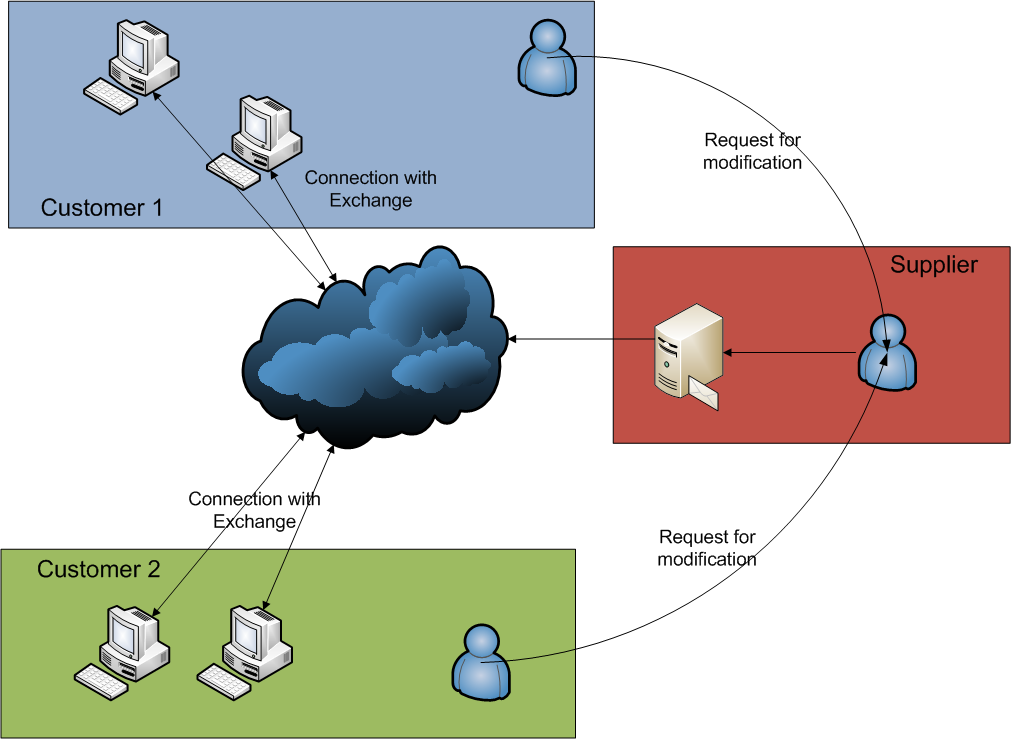 Request for
modification
Connection with
Exchange
Customer 1
Supplier
Connection with
Exchange
Request for
modification
Customer 2